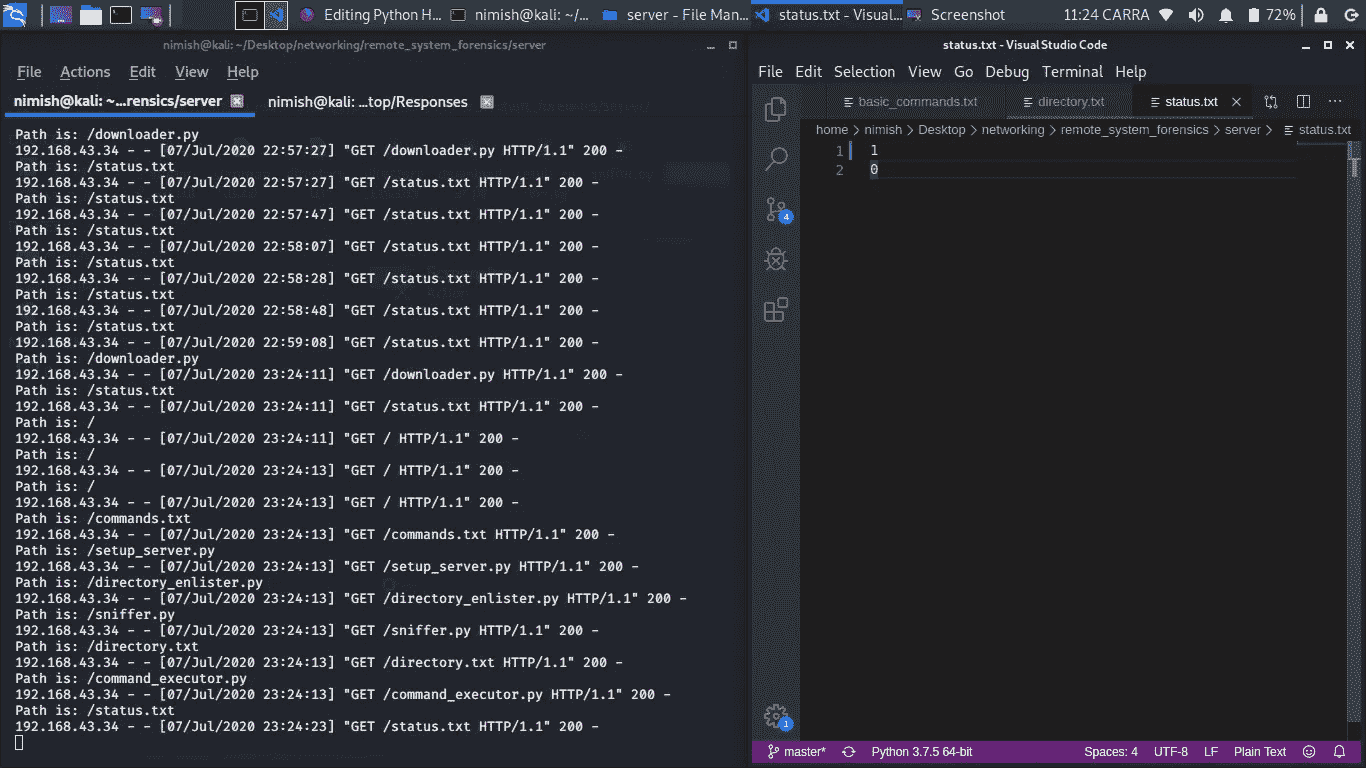 Editing Python H... nimish@kali: ~/... server - File Man... status.txt - Visual... Screenshot 11:24 CARRA 72%
nimish@kali: ~/Desktop/networking/remote_system_forensics/server
File Actions Edit View Help
nimish@kali: ~...rensics/server nimish@kali: ...top/Responses
Path is: /downloader.py
192.168.43.34 - - [07/Jul/2020 22:57:27] "GET /downloader.py HTTP/1.1" 200 -
Path is: /status.txt
192.168.43.34 - - [07/Jul/2020 22:57:27] "GET /status.txt HTTP/1.1" 200 -
Path is: /status.txt
192.168.43.34 - - [07/Jul/2020 22:57:47] "GET /status.txt HTTP/1.1" 200 -
Path is: /status.txt
192.168.43.34 - - [07/Jul/2020 22:58:07] "GET /status.txt HTTP/1.1" 200 -
Path is: /status.txt
192.168.43.34 - - [07/Jul/2020 22:58:28] "GET /status.txt HTTP/1.1" 200 -
Path is: /status.txt
192.168.43.34 - - [07/Jul/2020 22:58:48] "GET /status.txt HTTP/1.1" 200 -
Path is: /status.txt
192.168.43.34 - - [07/Jul/2020 22:59:08] "GET /status.txt HTTP/1.1" 200 -
Path is: /downloader.py
192.168.43.34 - - [07/Jul/2020 23:24:11] "GET /downloader.py HTTP/1.1" 200 -
Path is: /status.txt
192.168.43.34 - - [07/Jul/2020 23:24:11] "GET /status.txt HTTP/1.1" 200 -
Path is: /
192.168.43.34 - - [07/Jul/2020 23:24:11] "GET / HTTP/1.1" 200 -
Path is: /
192.168.43.34 - - [07/Jul/2020 23:24:13] "GET / HTTP/1.1" 200 -
Path is: /
192.168.43.34 - - [07/Jul/2020 23:24:13] "GET / HTTP/1.1" 200 -
Path is: /commands.txt
192.168.43.34 - - [07/Jul/2020 23:24:13] "GET /commands.txt HTTP/1.1" 200 -
Path is: /setup_server.py
192.168.43.34 - - [07/Jul/2020 23:24:13] "GET /setup_server.py HTTP/1.1" 200 -
Path is: /directory_enlister.py
192.168.43.34 - - [07/Jul/2020 23:24:13] "GET /directory_enlister.py HTTP/1.1" 200 -
Path is: /sniffer.py
192.168.43.34 - - [07/Jul/2020 23:24:13] "GET /sniffer.py HTTP/1.1" 200 -
Path is: /directory.txt
192.168.43.34 - - [07/Jul/2020 23:24:13] "GET /directory.txt HTTP/1.1" 200 -
Path is: /command_executor.py
192.168.43.34 - - [07/Jul/2020 23:24:13] "GET /command_executor.py HTTP/1.1" 200 -
Path is: /status.txt
192.168.43.34 - - [07/Jul/2020 23:24:23] "GET /status.txt HTTP/1.1" 200 -
status.txt - Visual Studio Code
File Edit Selection View Go Debug Terminal Help
basic_commands.txt directory.txt status.txt
home > nimish > Desktop > networking > remote_system_forensics > server > status.txt
1 1
2 0
4
1
master* Python 3.7.5 64-bit Spaces: 4 UTF-8 LF Plain Text